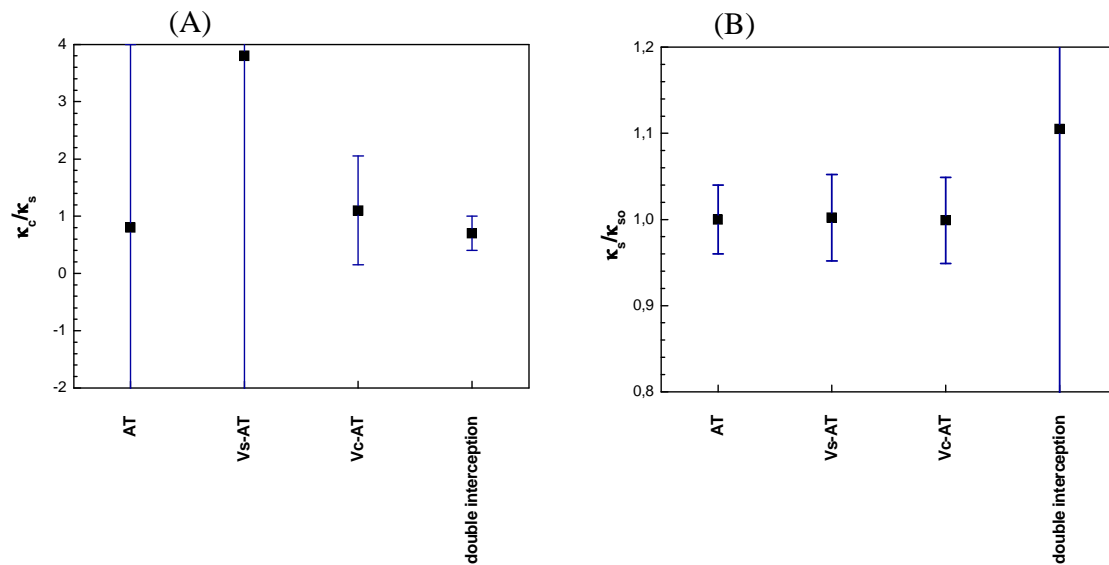 (A)
4
3
2
1
0
-1
-2
κc/κs
AT
Vs-AT
Vc-AT
double interception
(B)
1,2
1,1
1,0
0,9
0,8
κs/κso
AT
Vs-AT
Vc-AT
double interception